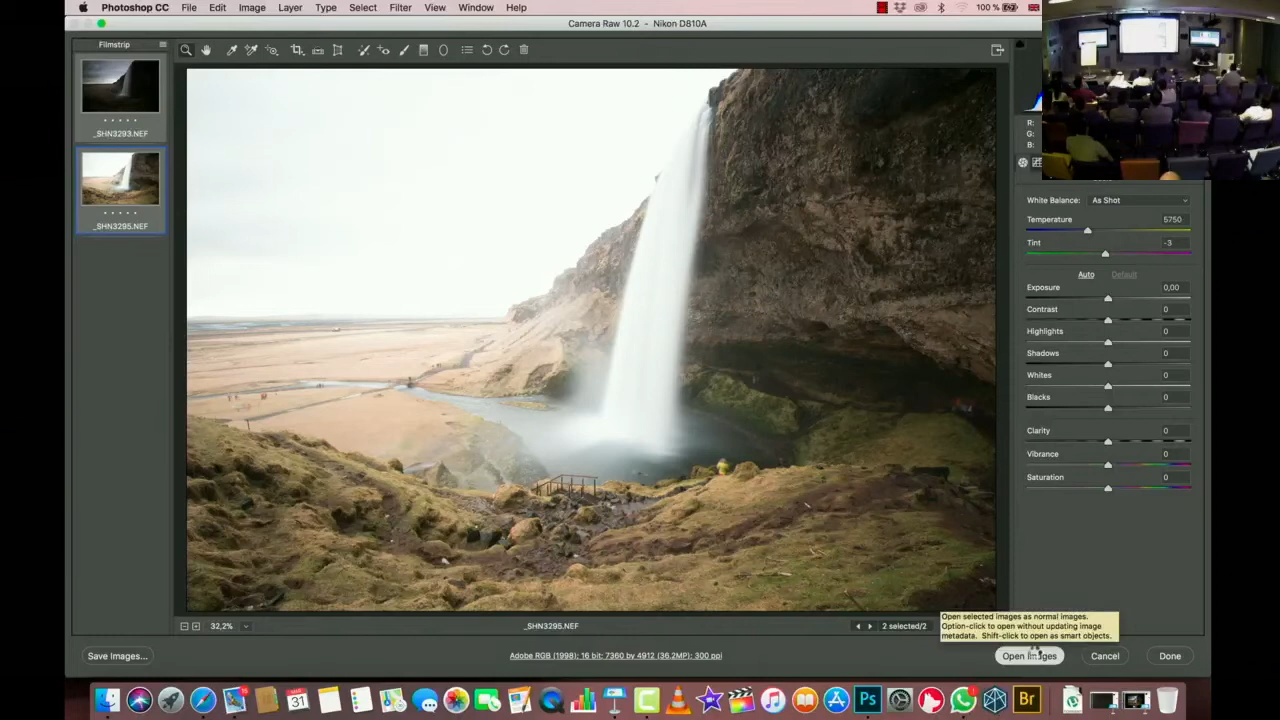 Photoshop CC File Edit Image Layer Type Select Filter View Window Help 100 %
Camera Raw 10.2 - Nikon D810A
Filmstrip
_SHN3293.NEF
_SHN3295.NEF
R:
G:
B:
White Balance: As Shot
Temperature 5750
Tint -3
Auto Default
Exposure 0,00
Contrast 0
Highlights 0
Shadows 0
Whites 0
Blacks 0
Clarity 0
Vibrance 0
Saturation 0
Open selected images as normal images.
Option-click to open without updating image
metadata. Shift-click to open as smart objects.
32,2% _SHN3295.NEF 2 selected/2
Save Images... Adobe RGB (1998); 16 bit; 7360 by 4912 (36.2MP); 300 ppi Open Images Cancel Done
31 Ps Br